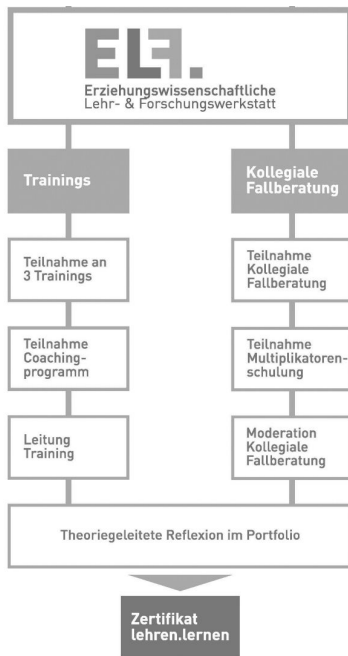 ELF.
Erziehungswissenschaftliche
Lehr- & Forschungswerkstatt
Trainings
Teilnahme an
3 Trainings
Teilnahme
Coaching-
programm
Leitung
Training
Kollegiale
Fallberatung
Teilnahme
Kollegiale
Fallberatung
Teilnahme
Multiplikatoren-
schulung
Moderation
Kollegiale
Fallberatung
Theoriegeleitete Reflexion im Portfolio
Zertifikat
lehren.lernen